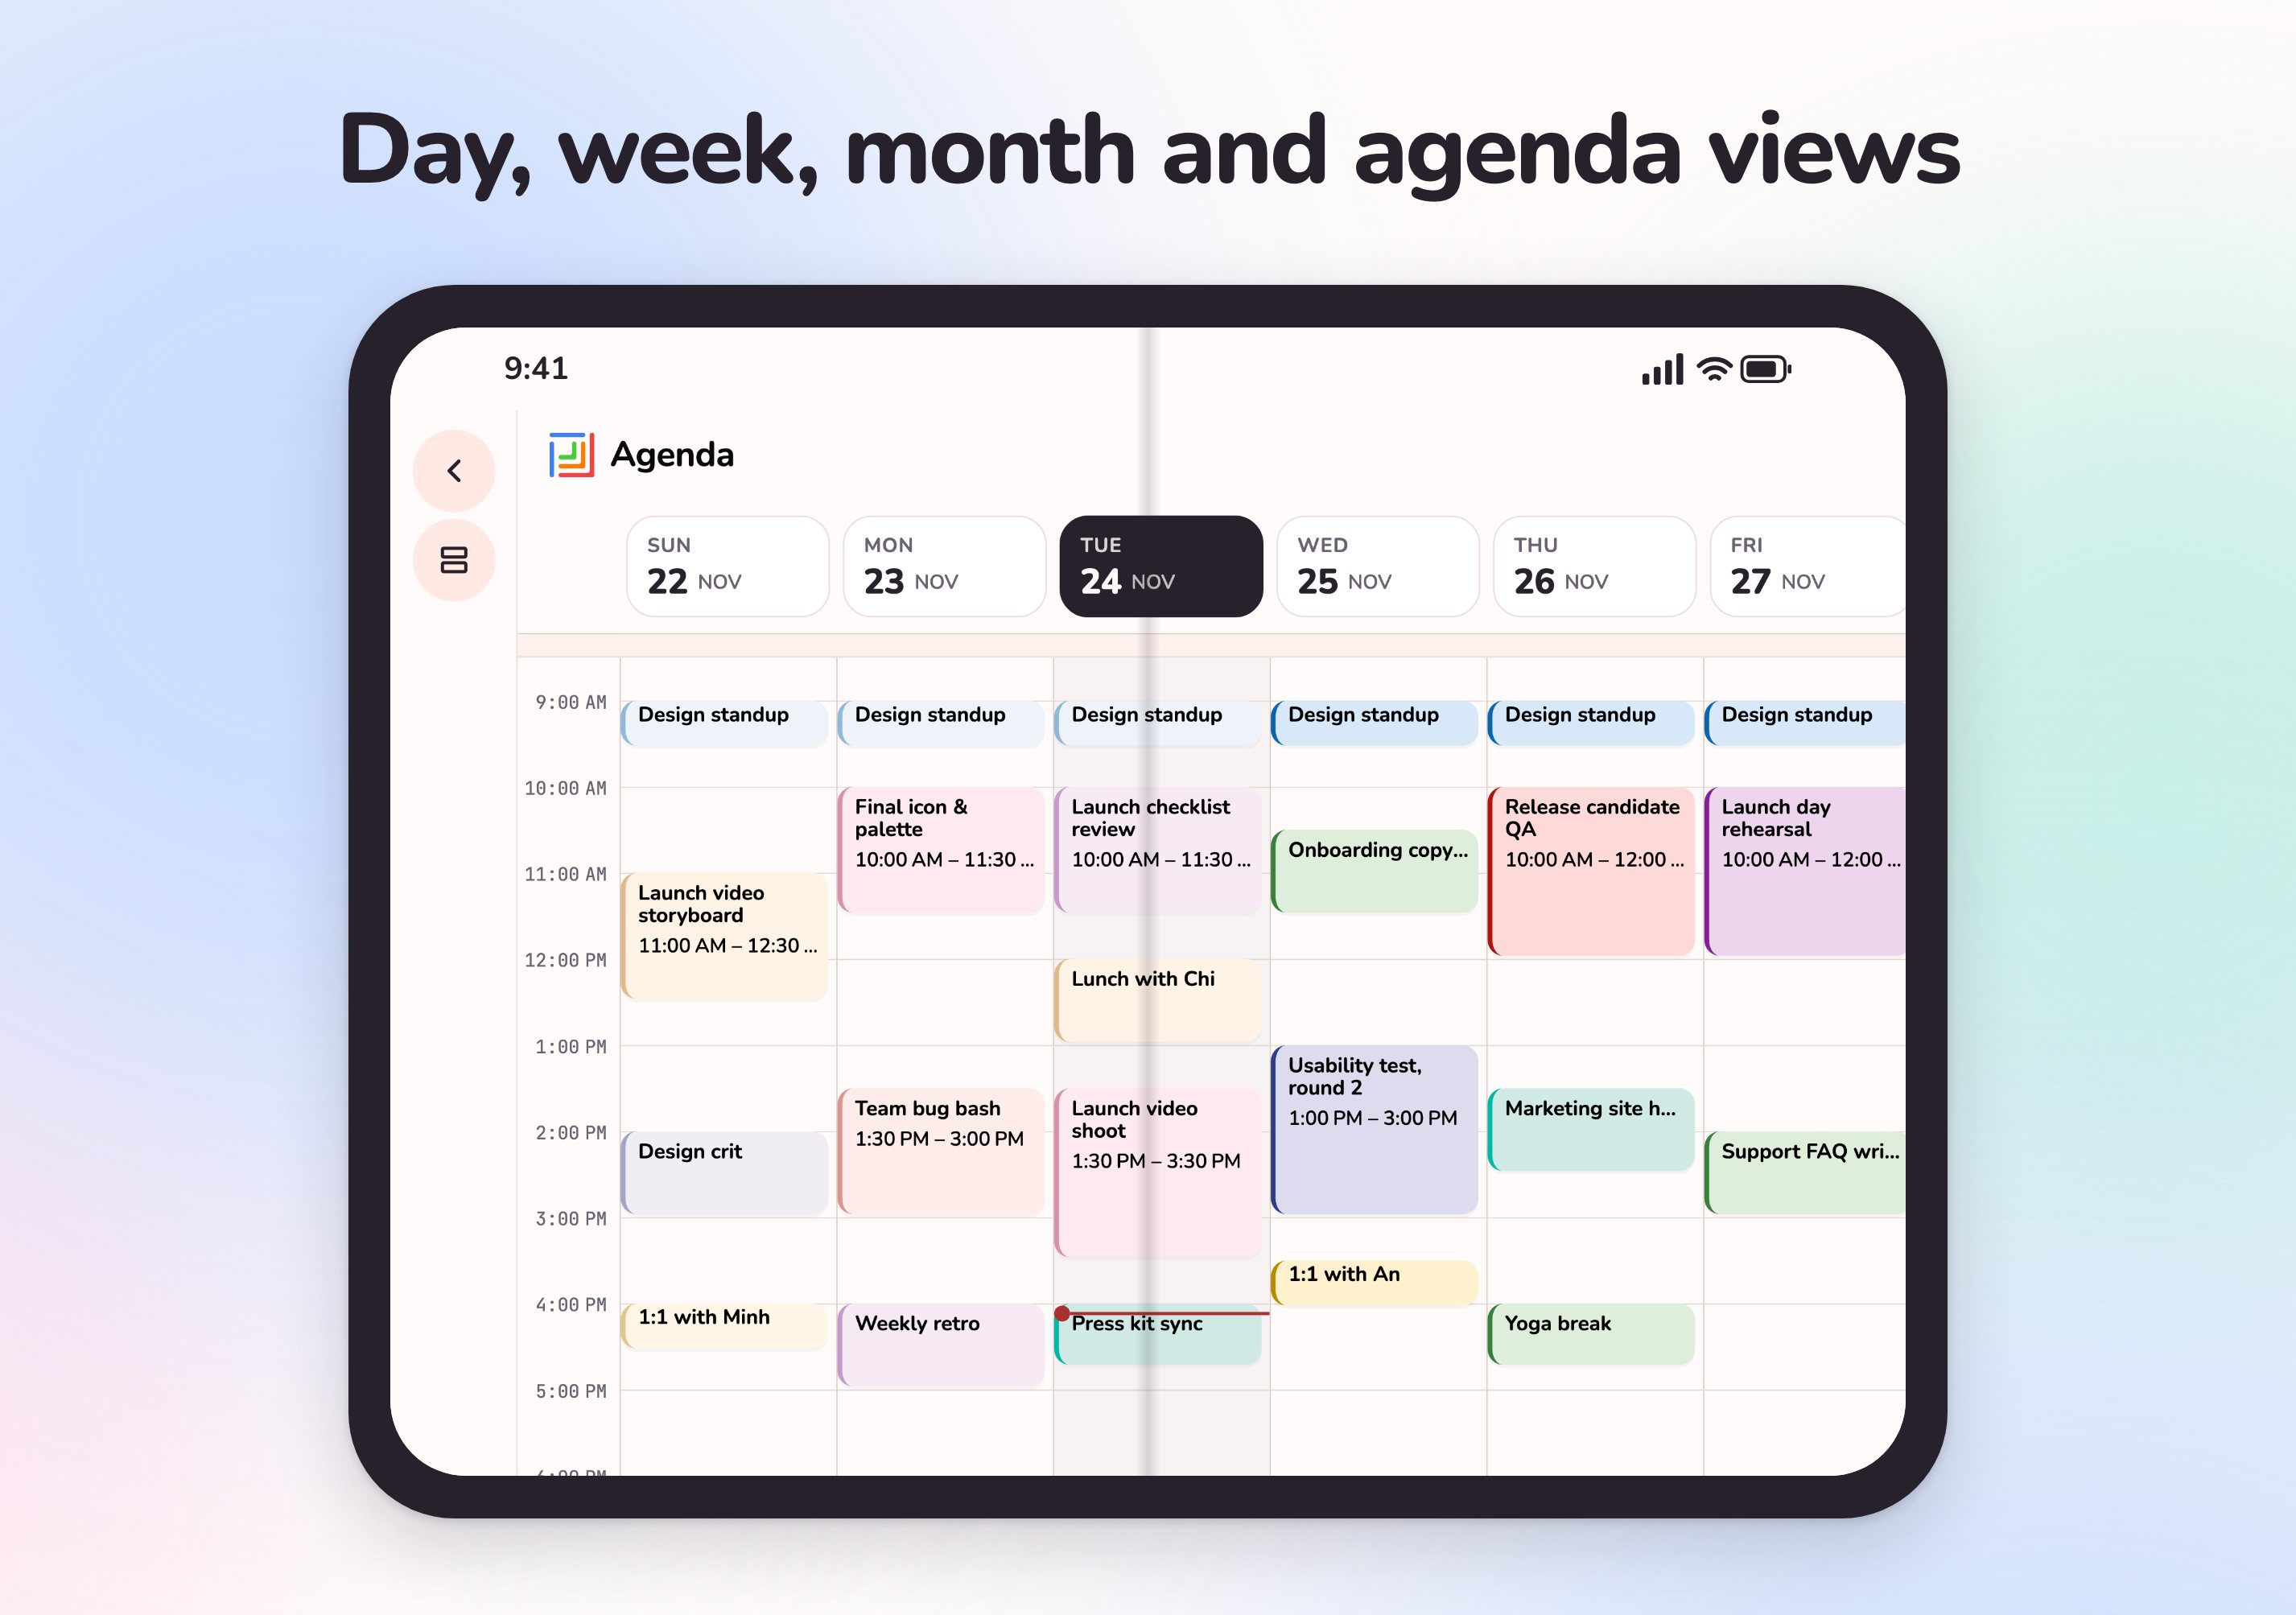 Day, week, month and agenda views
9:41
Agenda
SUN
22 NOV
MON
23 NOV
TUE
24 NOV
WED
25 NOV
THU
26 NOV
FRI
27 NOV
9:00 AM
Design standup
Design standup
Design standup
Design standup
Design standup
Design standup
10:00 AM
Final icon &
palette
10:00 AM – 11:30 ...
Launch checklist
review
10:00 AM – 11:30 ...
Onboarding copy...
Release candidate
QA
10:00 AM – 12:00 ...
Launch day
rehearsal
10:00 AM – 12:00 ...
11:00 AM
Launch video
storyboard
11:00 AM – 12:30 ...
12:00 PM
Lunch with Chi
1:00 PM
Usability test,
round 2
1:00 PM – 3:00 PM
Team bug bash
1:30 PM – 3:00 PM
Launch video
shoot
1:30 PM – 3:30 PM
Marketing site h...
2:00 PM
Design crit
Support FAQ wri...
3:00 PM
1:1 with An
4:00 PM
1:1 with Minh
Weekly retro
Press kit sync
Yoga break
5:00 PM